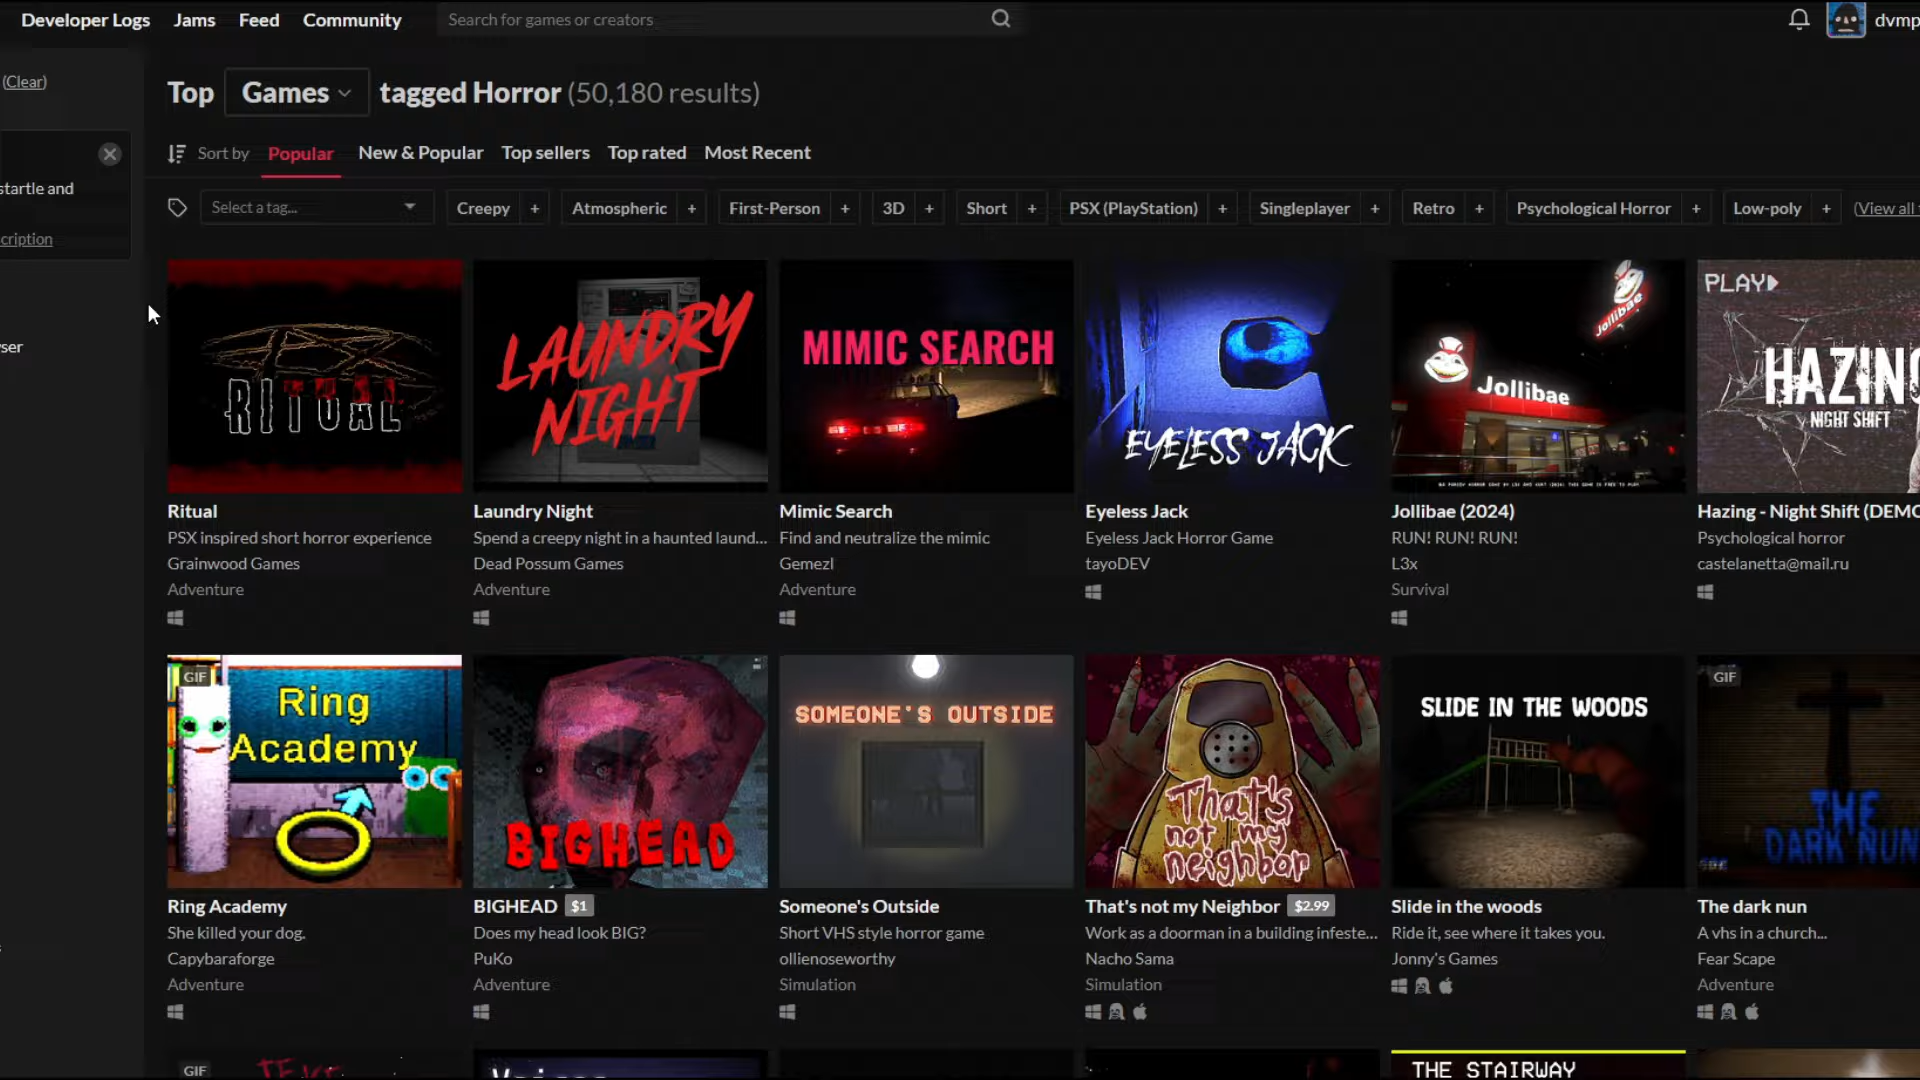 Developer Logs Jams Feed Community Search for games or creators dvmp
(Clear)
Top Games tagged Horror (50,180 results)
Sort by Popular New & Popular Top sellers Top rated Most Recent
startle and
Select a tag... Creepy + Atmospheric + First-Person + 3D + Short + PSX (PlayStation) + Singleplayer + Retro + Psychological Horror + Low-poly + (View all
cription
ser
RITUAL
LAUNDRY
NIGHT
MIMIC SEARCH
EYELESS JACK
Jollibae
Jollibae
PLAY
HAZING
NIGHT SHIFT
Ritual
PSX inspired short horror experience
Grainwood Games
Adventure
Laundry Night
Spend a creepy night in a haunted laund...
Dead Possum Games
Adventure
Mimic Search
Find and neutralize the mimic
Gemezl
Adventure
Eyeless Jack
Eyeless Jack Horror Game
tayoDEV
Jollibae (2024)
RUN! RUN! RUN!
L3x
Survival
Hazing - Night Shift (DEMO
Psychological horror
castelanetta@mail.ru
GIF
Ring
Academy
BIGHEAD
SOMEONE'S OUTSIDE
That's
not my
neighbor
SLIDE IN THE WOODS
GIF
THE
DARK NUN
Ring Academy
She killed your dog.
Capybaraforge
Adventure
BIGHEAD $1
Does my head look BIG?
PuKo
Adventure
Someone's Outside
Short VHS style horror game
ollienoseworthy
Simulation
That's not my Neighbor $2.99
Work as a doorman in a building infeste...
Nacho Sama
Simulation
Slide in the woods
Ride it, see where it takes you.
Jonny's Games
The dark nun
A vhs in a church...
Fear Scape
Adventure
GIF
THE STAIRWAY